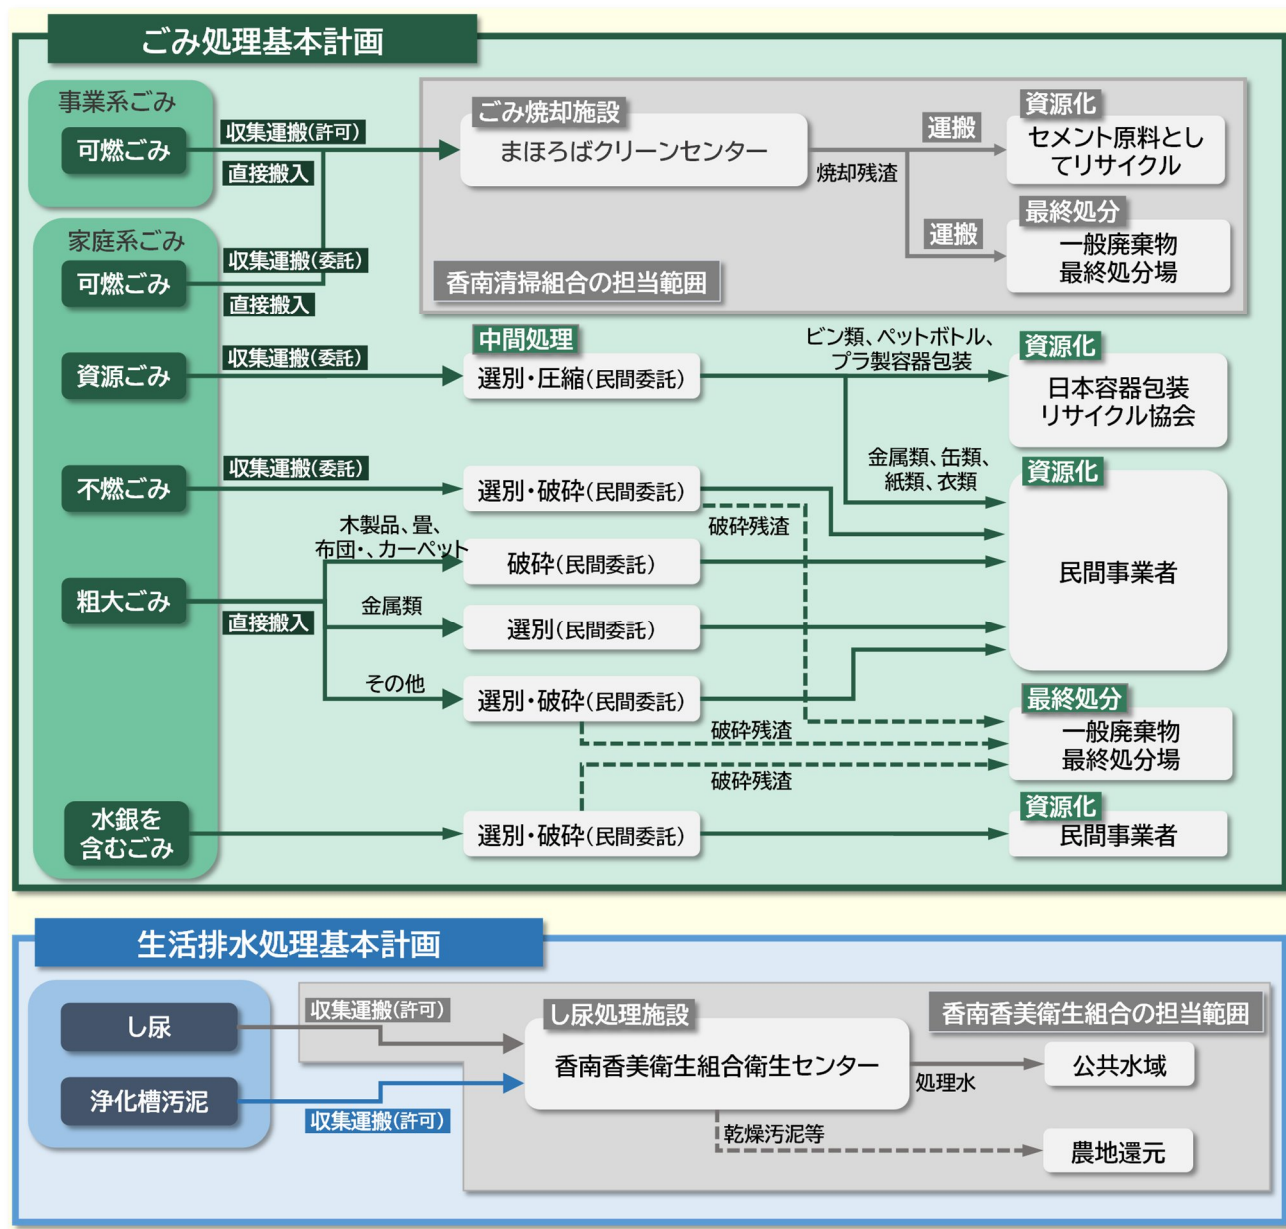 ごみ処理基本計画
事業系ごみ
可燃ごみ
収集運搬(許可)
直接搬入
ごみ焼却施設
まほろばクリーンセンター
焼却残渣
運搬
資源化
セメント原料とし
てリサイクル
運搬
最終処分
一般廃棄物
最終処分場
香南清掃組合の担当範囲
家庭系ごみ
可燃ごみ
収集運搬(委託)
直接搬入
資源ごみ
収集運搬(委託)
中間処理
選別・圧縮(民間委託)
ビン類、ペットボトル、
プラ製容器包装
資源化
日本容器包装
リサイクル協会
金属類、缶類、
紙類、衣類
不燃ごみ
収集運搬(委託)
選別・破砕(民間委託)
破砕残渣
資源化
民間事業者
粗大ごみ
直接搬入
木製品、畳、
布団・、カーペット
破砕(民間委託)
金属類
選別(民間委託)
その他
選別・破砕(民間委託)
破砕残渣
最終処分
一般廃棄物
最終処分場
破砕残渣
水銀を
含むごみ
選別・破砕(民間委託)
資源化
民間事業者
生活排水処理基本計画
し尿
収集運搬(許可)
浄化槽汚泥
収集運搬(許可)
し尿処理施設
香南香美衛生組合衛生センター
香南香美衛生組合の担当範囲
処理水
公共水域
乾燥汚泥等
農地還元